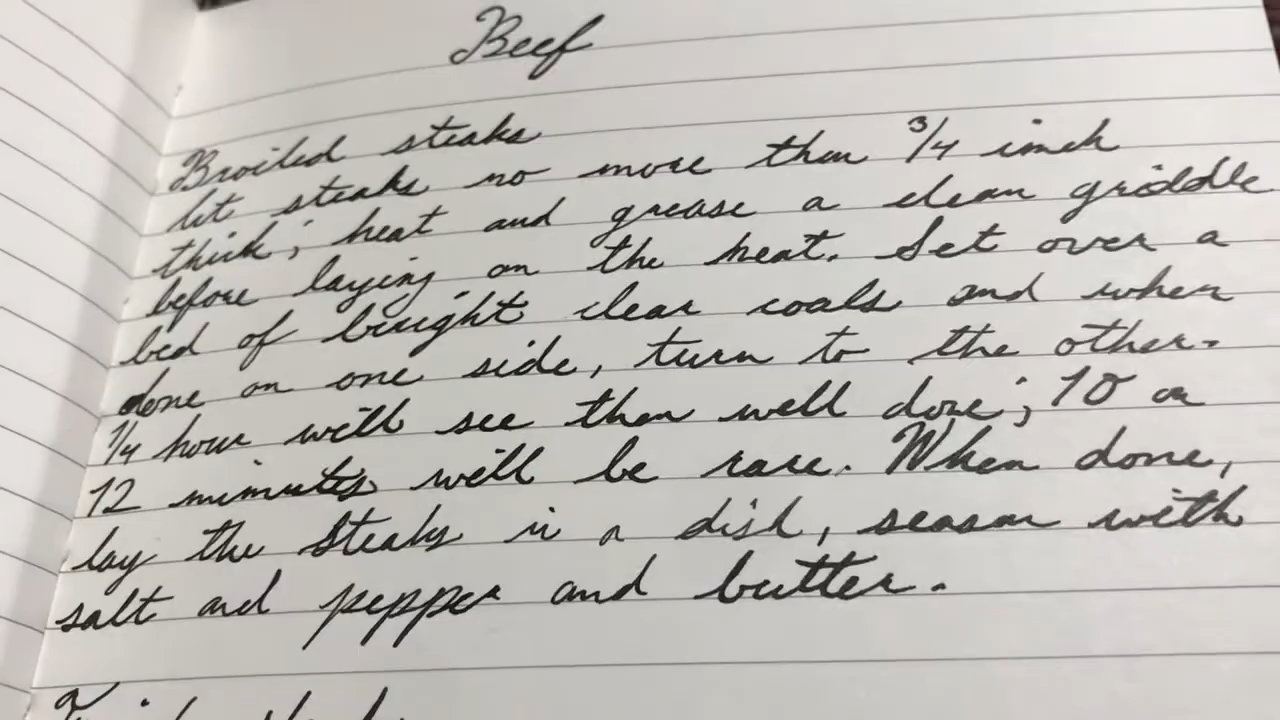 Beef
Broiled steaks
let steaks no more than 3/4 inch
thick; heat and grease a clean griddle
before laying on the heat. Set over a
bed of bright clear coals and when
done on one side, turn to the other.
1/4 hour will see them well done; 10 or
12 minutes will be rare. When done,
lay the steaks in a dish, season with
salt and pepper and butter.